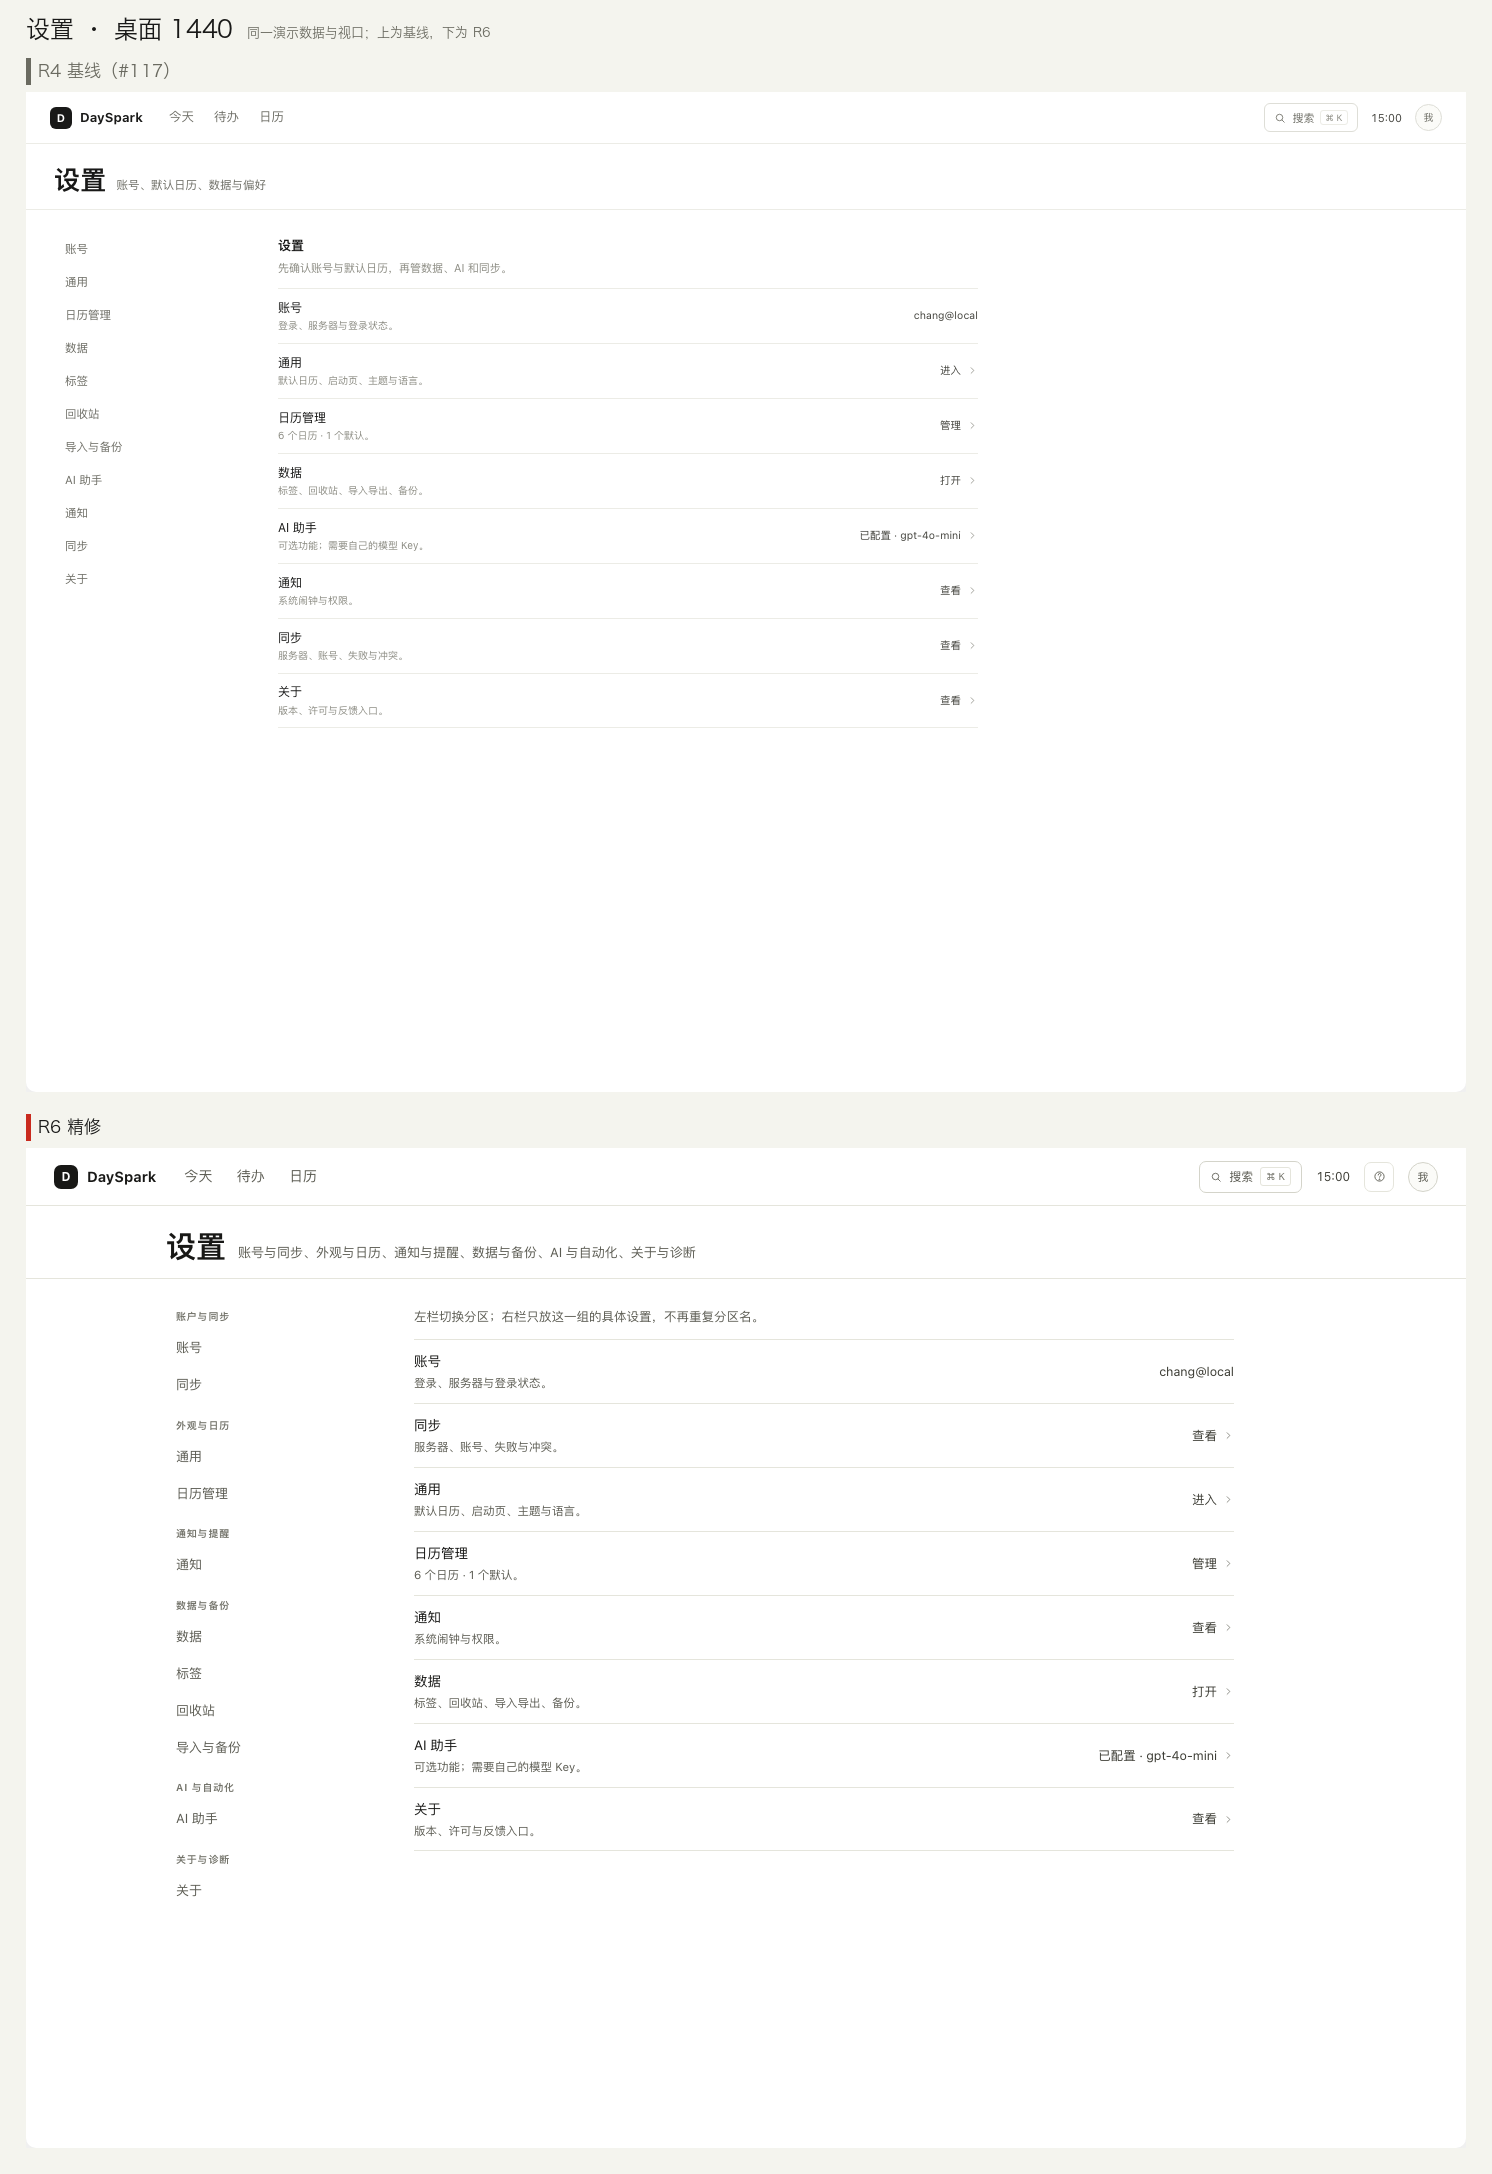 设置 · 桌面 1440 同一演示数据与视口；上为基线，下为 R6
R4 基线（#117）
D DaySpark 今天 待办 日历 搜索 ⌘ K 15:00 我
设置 账号、默认日历、数据与偏好
账号
通用
日历管理
数据
标签
回收站
导入与备份
AI 助手
通知
同步
关于
设置
先确认账号与默认日历，再管数据、AI 和同步。
账号
登录、服务器与登录状态。
chang@local
通用
默认日历、启动页、主题与语言。
进入
日历管理
6 个日历 · 1 个默认。
管理
数据
标签、回收站、导入导出、备份。
打开
AI 助手
可选功能；需要自己的模型 Key。
已配置 · gpt-4o-mini
通知
系统闹钟与权限。
查看
同步
服务器、账号、失败与冲突。
查看
关于
版本、许可与反馈入口。
查看
R6 精修
D DaySpark 今天 待办 日历 搜索 ⌘ K 15:00 我
设置 账号与同步、外观与日历、通知与提醒、数据与备份、AI 与自动化、关于与诊断
账户与同步
账号
同步
外观与日历
通用
日历管理
通知与提醒
通知
数据与备份
数据
标签
回收站
导入与备份
AI 与自动化
AI 助手
关于与诊断
关于
左栏切换分区；右栏只放这一组的具体设置，不再重复分区名。
账号
登录、服务器与登录状态。
chang@local
同步
服务器、账号、失败与冲突。
查看
通用
默认日历、启动页、主题与语言。
进入
日历管理
6 个日历 · 1 个默认。
管理
通知
系统闹钟与权限。
查看
数据
标签、回收站、导入导出、备份。
打开
AI 助手
可选功能；需要自己的模型 Key。
已配置 · gpt-4o-mini
关于
版本、许可与反馈入口。
查看